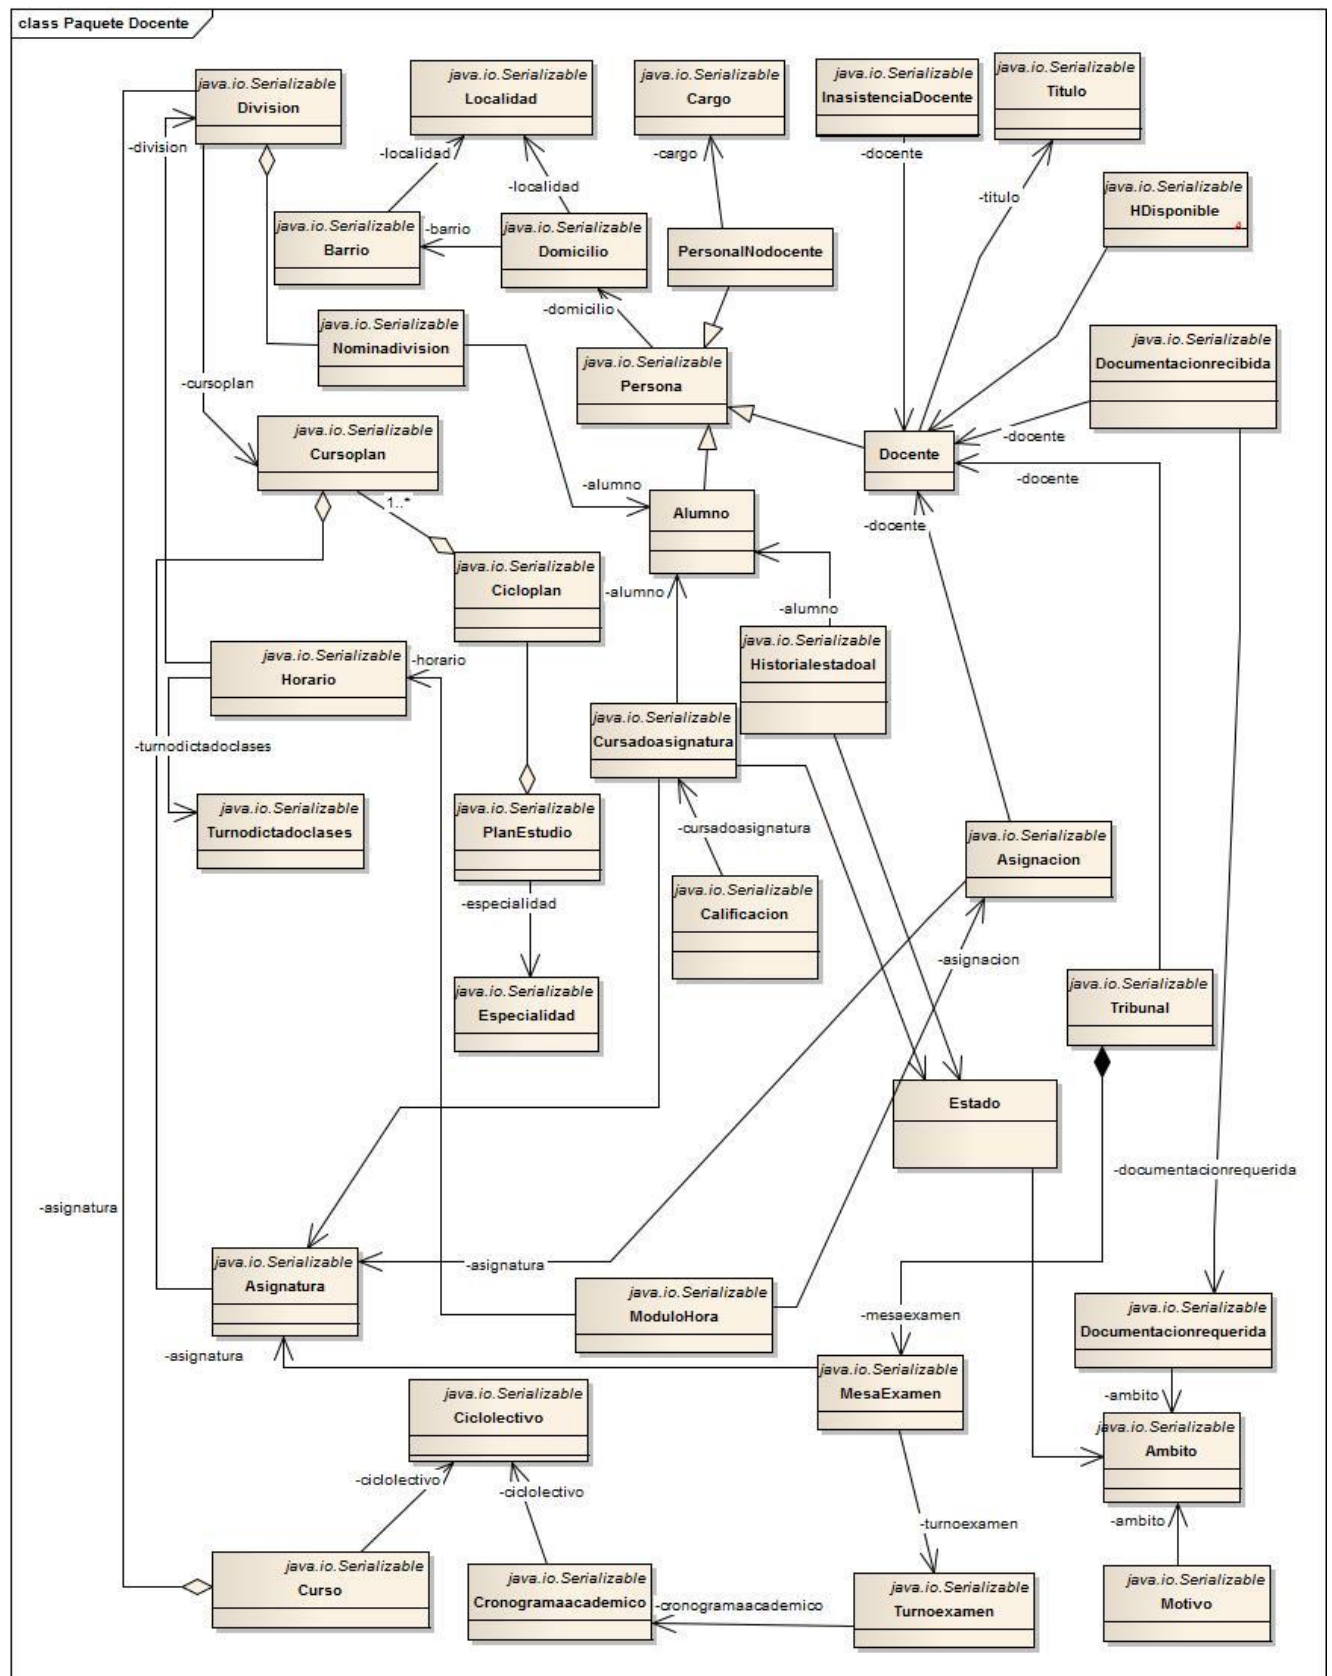 class Paquete Docente
java.io.Serializable
Division
java.io.Serializable
Localidad
java.io.Serializable
Cargo
java.io.Serializable
InasistenciaDocente
java.io.Serializable
Titulo
-division
-localidad
-cargo
-docente
-localidad
-titulo
java.io.Serializable
HDisponible
java.io.Serializable
Barrio
-barrio
java.io.Serializable
Domicilio
PersonalNodocente
-domicilio
java.io.Serializable
Nominadivision
java.io.Serializable
Persona
java.io.Serializable
Documentacionrecibida
-cursoplan
java.io.Serializable
Cursoplan
Docente
-docente
-docente
-alumno
1..*
Alumno
-docente
java.io.Serializable
Cicloplan
-alumno
-alumno
java.io.Serializable
Horario
-horario
java.io.Serializable
Historialestadoal
java.io.Serializable
Cursadoasignatura
-turnodictadoclases
java.io.Serializable
Turnodictadoclases
java.io.Serializable
PlanEstudio
-cursadoasignatura
java.io.Serializable
Asignacion
-especialidad
java.io.Serializable
Calificacion
-asignacion
java.io.Serializable
Especialidad
java.io.Serializable
Tribunal
Estado
-documentacionrequerida
-asignatura
java.io.Serializable
Asignatura
-asignatura
java.io.Serializable
ModuloHora
-mesaexamen
java.io.Serializable
Documentacionrequerida
-asignatura
java.io.Serializable
MesaExamen
java.io.Serializable
Ciclolectivo
-ambito
java.io.Serializable
Ambito
-ciclolectivo
-ciclolectivo
-turnoexamen
-ambito
java.io.Serializable
Curso
java.io.Serializable
Cronogramaacademico
-cronogramaacademico
java.io.Serializable
Turnoexamen
java.io.Serializable
Motivo